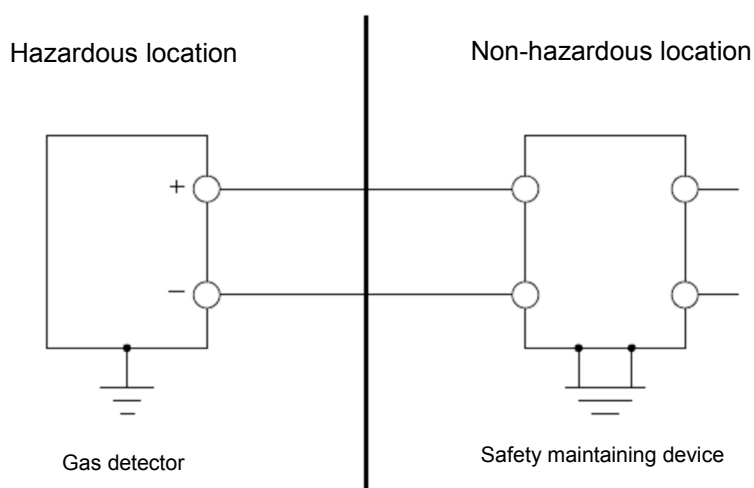 Hazardous location
Non-hazardous location
+
−
Gas detector
Safety maintaining device